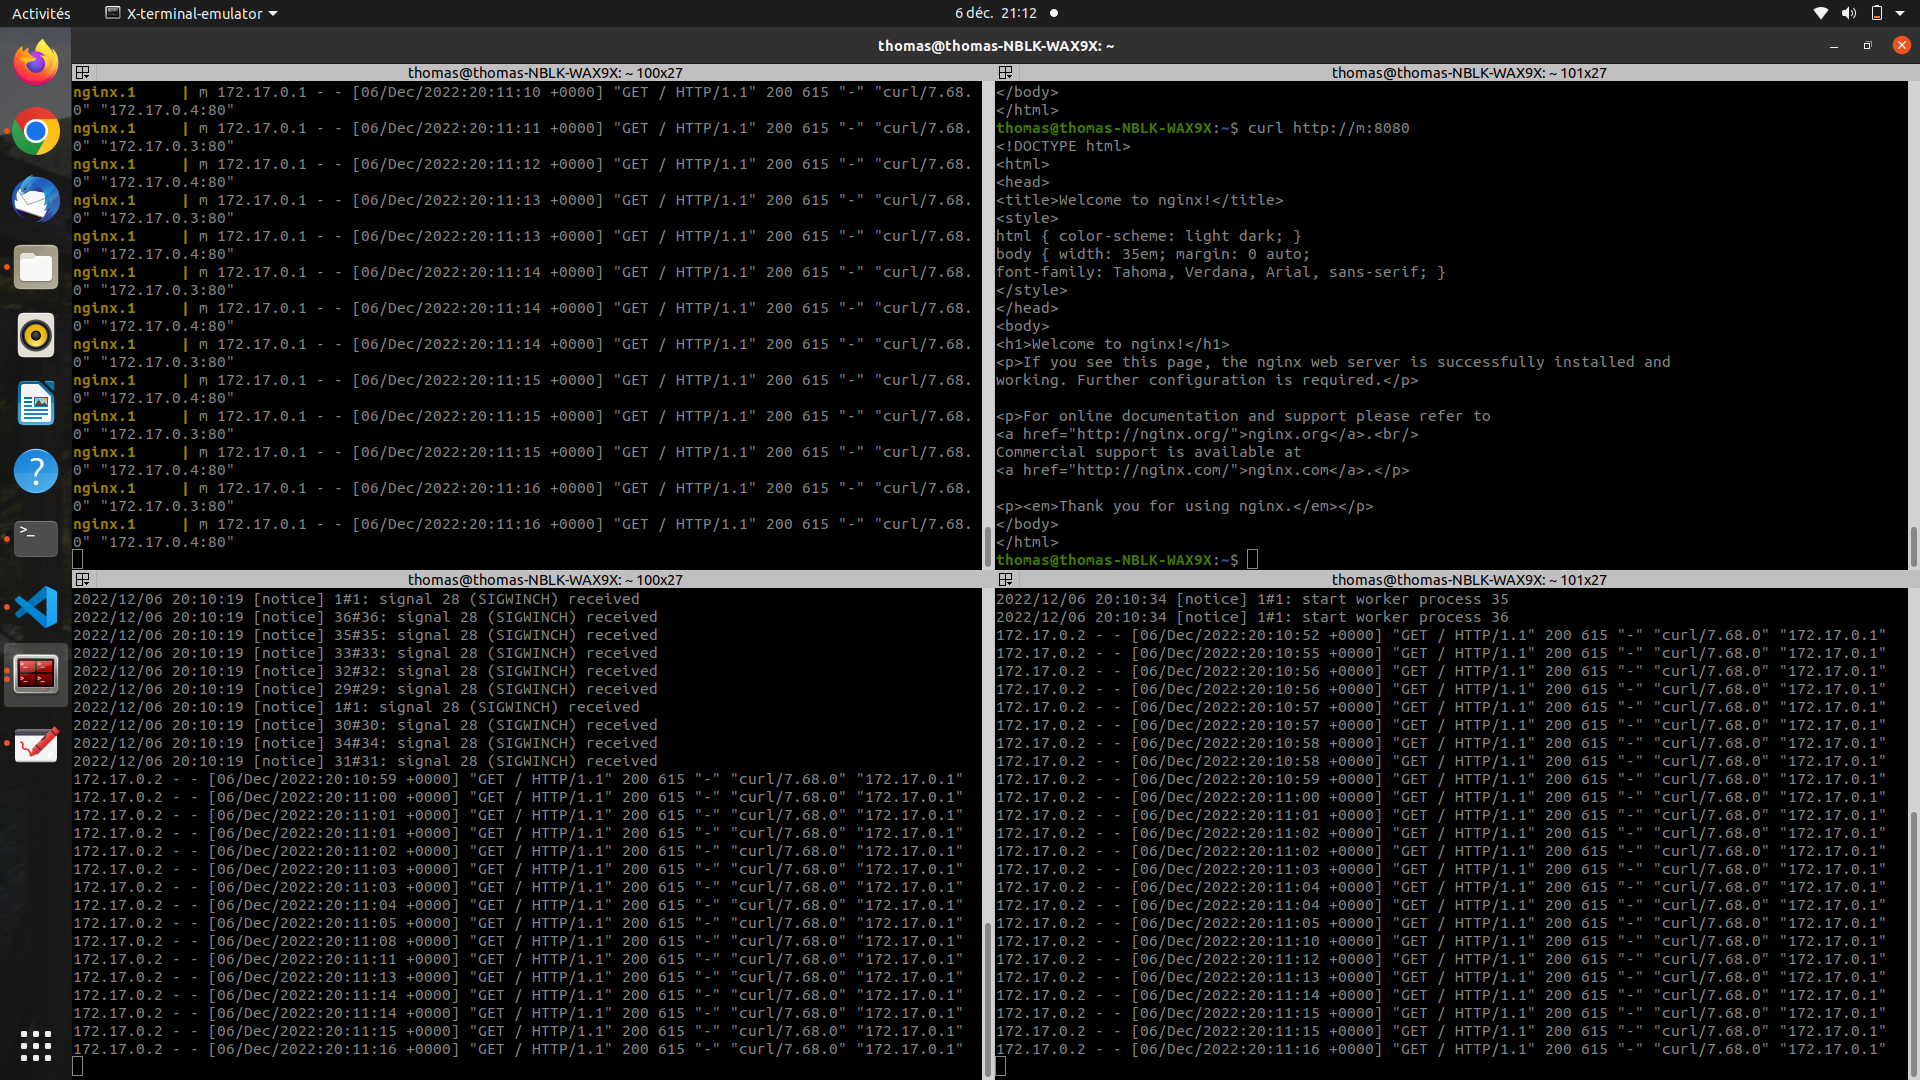 Activités
X-terminal-emulator
6 déc. 21:12
thomas@thomas-NBLK-WAX9X: ~
thomas@thomas-NBLK-WAX9X: ~ 100x27
nginx.1     | m 172.17.0.1 - - [06/Dec/2022:20:11:10 +0000] "GET / HTTP/1.1" 200 615 "-" "curl/7.68.
0" "172.17.0.4:80"
nginx.1     | m 172.17.0.1 - - [06/Dec/2022:20:11:11 +0000] "GET / HTTP/1.1" 200 615 "-" "curl/7.68.
0" "172.17.0.3:80"
nginx.1     | m 172.17.0.1 - - [06/Dec/2022:20:11:12 +0000] "GET / HTTP/1.1" 200 615 "-" "curl/7.68.
0" "172.17.0.4:80"
nginx.1     | m 172.17.0.1 - - [06/Dec/2022:20:11:13 +0000] "GET / HTTP/1.1" 200 615 "-" "curl/7.68.
0" "172.17.0.3:80"
nginx.1     | m 172.17.0.1 - - [06/Dec/2022:20:11:13 +0000] "GET / HTTP/1.1" 200 615 "-" "curl/7.68.
0" "172.17.0.4:80"
nginx.1     | m 172.17.0.1 - - [06/Dec/2022:20:11:14 +0000] "GET / HTTP/1.1" 200 615 "-" "curl/7.68.
0" "172.17.0.3:80"
nginx.1     | m 172.17.0.1 - - [06/Dec/2022:20:11:14 +0000] "GET / HTTP/1.1" 200 615 "-" "curl/7.68.
0" "172.17.0.4:80"
nginx.1     | m 172.17.0.1 - - [06/Dec/2022:20:11:14 +0000] "GET / HTTP/1.1" 200 615 "-" "curl/7.68.
0" "172.17.0.3:80"
nginx.1     | m 172.17.0.1 - - [06/Dec/2022:20:11:15 +0000] "GET / HTTP/1.1" 200 615 "-" "curl/7.68.
0" "172.17.0.4:80"
nginx.1     | m 172.17.0.1 - - [06/Dec/2022:20:11:15 +0000] "GET / HTTP/1.1" 200 615 "-" "curl/7.68.
0" "172.17.0.3:80"
nginx.1     | m 172.17.0.1 - - [06/Dec/2022:20:11:15 +0000] "GET / HTTP/1.1" 200 615 "-" "curl/7.68.
0" "172.17.0.4:80"
nginx.1     | m 172.17.0.1 - - [06/Dec/2022:20:11:16 +0000] "GET / HTTP/1.1" 200 615 "-" "curl/7.68.
0" "172.17.0.3:80"
nginx.1     | m 172.17.0.1 - - [06/Dec/2022:20:11:16 +0000] "GET / HTTP/1.1" 200 615 "-" "curl/7.68.
0" "172.17.0.4:80"
thomas@thomas-NBLK-WAX9X: ~ 101x27
</body>
</html>
thomas@thomas-NBLK-WAX9X:~$ curl http://m:8080
<!DOCTYPE html>
<html>
<head>
<title>Welcome to nginx!</title>
<style>
html { color-scheme: light dark; }
body { width: 35em; margin: 0 auto;
font-family: Tahoma, Verdana, Arial, sans-serif; }
</style>
</head>
<body>
<h1>Welcome to nginx!</h1>
<p>If you see this page, the nginx web server is successfully installed and
working. Further configuration is required.</p>
<p>For online documentation and support please refer to
<a href="http://nginx.org/">nginx.org</a>.<br/>
Commercial support is available at
<a href="http://nginx.com/">nginx.com</a>.</p>
<p><em>Thank you for using nginx.</em></p>
</body>
</html>
thomas@thomas-NBLK-WAX9X:~$
thomas@thomas-NBLK-WAX9X: ~ 100x27
2022/12/06 20:10:19 [notice] 1#1: signal 28 (SIGWINCH) received
2022/12/06 20:10:19 [notice] 36#36: signal 28 (SIGWINCH) received
2022/12/06 20:10:19 [notice] 35#35: signal 28 (SIGWINCH) received
2022/12/06 20:10:19 [notice] 33#33: signal 28 (SIGWINCH) received
2022/12/06 20:10:19 [notice] 32#32: signal 28 (SIGWINCH) received
2022/12/06 20:10:19 [notice] 29#29: signal 28 (SIGWINCH) received
2022/12/06 20:10:19 [notice] 1#1: signal 28 (SIGWINCH) received
2022/12/06 20:10:19 [notice] 30#30: signal 28 (SIGWINCH) received
2022/12/06 20:10:19 [notice] 34#34: signal 28 (SIGWINCH) received
2022/12/06 20:10:19 [notice] 31#31: signal 28 (SIGWINCH) received
172.17.0.2 - - [06/Dec/2022:20:10:59 +0000] "GET / HTTP/1.1" 200 615 "-" "curl/7.68.0" "172.17.0.1"
172.17.0.2 - - [06/Dec/2022:20:11:00 +0000] "GET / HTTP/1.1" 200 615 "-" "curl/7.68.0" "172.17.0.1"
172.17.0.2 - - [06/Dec/2022:20:11:01 +0000] "GET / HTTP/1.1" 200 615 "-" "curl/7.68.0" "172.17.0.1"
172.17.0.2 - - [06/Dec/2022:20:11:01 +0000] "GET / HTTP/1.1" 200 615 "-" "curl/7.68.0" "172.17.0.1"
172.17.0.2 - - [06/Dec/2022:20:11:02 +0000] "GET / HTTP/1.1" 200 615 "-" "curl/7.68.0" "172.17.0.1"
172.17.0.2 - - [06/Dec/2022:20:11:03 +0000] "GET / HTTP/1.1" 200 615 "-" "curl/7.68.0" "172.17.0.1"
172.17.0.2 - - [06/Dec/2022:20:11:03 +0000] "GET / HTTP/1.1" 200 615 "-" "curl/7.68.0" "172.17.0.1"
172.17.0.2 - - [06/Dec/2022:20:11:04 +0000] "GET / HTTP/1.1" 200 615 "-" "curl/7.68.0" "172.17.0.1"
172.17.0.2 - - [06/Dec/2022:20:11:05 +0000] "GET / HTTP/1.1" 200 615 "-" "curl/7.68.0" "172.17.0.1"
172.17.0.2 - - [06/Dec/2022:20:11:08 +0000] "GET / HTTP/1.1" 200 615 "-" "curl/7.68.0" "172.17.0.1"
172.17.0.2 - - [06/Dec/2022:20:11:11 +0000] "GET / HTTP/1.1" 200 615 "-" "curl/7.68.0" "172.17.0.1"
172.17.0.2 - - [06/Dec/2022:20:11:13 +0000] "GET / HTTP/1.1" 200 615 "-" "curl/7.68.0" "172.17.0.1"
172.17.0.2 - - [06/Dec/2022:20:11:14 +0000] "GET / HTTP/1.1" 200 615 "-" "curl/7.68.0" "172.17.0.1"
172.17.0.2 - - [06/Dec/2022:20:11:14 +0000] "GET / HTTP/1.1" 200 615 "-" "curl/7.68.0" "172.17.0.1"
172.17.0.2 - - [06/Dec/2022:20:11:15 +0000] "GET / HTTP/1.1" 200 615 "-" "curl/7.68.0" "172.17.0.1"
172.17.0.2 - - [06/Dec/2022:20:11:16 +0000] "GET / HTTP/1.1" 200 615 "-" "curl/7.68.0" "172.17.0.1"
thomas@thomas-NBLK-WAX9X: ~ 101x27
2022/12/06 20:10:34 [notice] 1#1: start worker process 35
2022/12/06 20:10:34 [notice] 1#1: start worker process 36
172.17.0.2 - - [06/Dec/2022:20:10:52 +0000] "GET / HTTP/1.1" 200 615 "-" "curl/7.68.0" "172.17.0.1"
172.17.0.2 - - [06/Dec/2022:20:10:55 +0000] "GET / HTTP/1.1" 200 615 "-" "curl/7.68.0" "172.17.0.1"
172.17.0.2 - - [06/Dec/2022:20:10:56 +0000] "GET / HTTP/1.1" 200 615 "-" "curl/7.68.0" "172.17.0.1"
172.17.0.2 - - [06/Dec/2022:20:10:56 +0000] "GET / HTTP/1.1" 200 615 "-" "curl/7.68.0" "172.17.0.1"
172.17.0.2 - - [06/Dec/2022:20:10:57 +0000] "GET / HTTP/1.1" 200 615 "-" "curl/7.68.0" "172.17.0.1"
172.17.0.2 - - [06/Dec/2022:20:10:57 +0000] "GET / HTTP/1.1" 200 615 "-" "curl/7.68.0" "172.17.0.1"
172.17.0.2 - - [06/Dec/2022:20:10:58 +0000] "GET / HTTP/1.1" 200 615 "-" "curl/7.68.0" "172.17.0.1"
172.17.0.2 - - [06/Dec/2022:20:10:58 +0000] "GET / HTTP/1.1" 200 615 "-" "curl/7.68.0" "172.17.0.1"
172.17.0.2 - - [06/Dec/2022:20:10:59 +0000] "GET / HTTP/1.1" 200 615 "-" "curl/7.68.0" "172.17.0.1"
172.17.0.2 - - [06/Dec/2022:20:11:00 +0000] "GET / HTTP/1.1" 200 615 "-" "curl/7.68.0" "172.17.0.1"
172.17.0.2 - - [06/Dec/2022:20:11:01 +0000] "GET / HTTP/1.1" 200 615 "-" "curl/7.68.0" "172.17.0.1"
172.17.0.2 - - [06/Dec/2022:20:11:02 +0000] "GET / HTTP/1.1" 200 615 "-" "curl/7.68.0" "172.17.0.1"
172.17.0.2 - - [06/Dec/2022:20:11:02 +0000] "GET / HTTP/1.1" 200 615 "-" "curl/7.68.0" "172.17.0.1"
172.17.0.2 - - [06/Dec/2022:20:11:03 +0000] "GET / HTTP/1.1" 200 615 "-" "curl/7.68.0" "172.17.0.1"
172.17.0.2 - - [06/Dec/2022:20:11:04 +0000] "GET / HTTP/1.1" 200 615 "-" "curl/7.68.0" "172.17.0.1"
172.17.0.2 - - [06/Dec/2022:20:11:04 +0000] "GET / HTTP/1.1" 200 615 "-" "curl/7.68.0" "172.17.0.1"
172.17.0.2 - - [06/Dec/2022:20:11:05 +0000] "GET / HTTP/1.1" 200 615 "-" "curl/7.68.0" "172.17.0.1"
172.17.0.2 - - [06/Dec/2022:20:11:10 +0000] "GET / HTTP/1.1" 200 615 "-" "curl/7.68.0" "172.17.0.1"
172.17.0.2 - - [06/Dec/2022:20:11:12 +0000] "GET / HTTP/1.1" 200 615 "-" "curl/7.68.0" "172.17.0.1"
172.17.0.2 - - [06/Dec/2022:20:11:13 +0000] "GET / HTTP/1.1" 200 615 "-" "curl/7.68.0" "172.17.0.1"
172.17.0.2 - - [06/Dec/2022:20:11:14 +0000] "GET / HTTP/1.1" 200 615 "-" "curl/7.68.0" "172.17.0.1"
172.17.0.2 - - [06/Dec/2022:20:11:15 +0000] "GET / HTTP/1.1" 200 615 "-" "curl/7.68.0" "172.17.0.1"
172.17.0.2 - - [06/Dec/2022:20:11:15 +0000] "GET / HTTP/1.1" 200 615 "-" "curl/7.68.0" "172.17.0.1"
172.17.0.2 - - [06/Dec/2022:20:11:16 +0000] "GET / HTTP/1.1" 200 615 "-" "curl/7.68.0" "172.17.0.1"